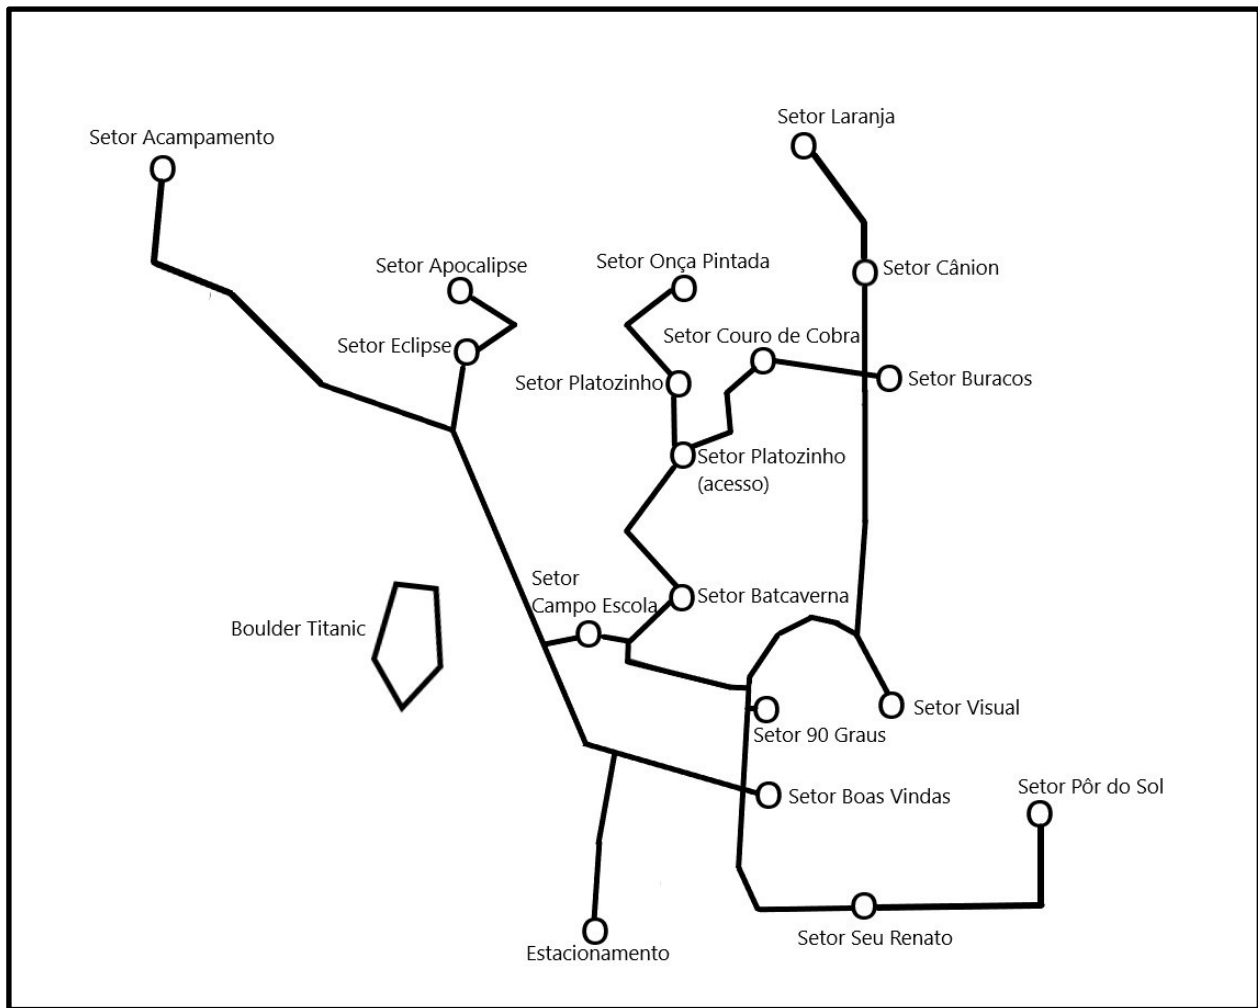 Setor Laranja
Setor Acampamento
Setor Apocalipse
Setor Onça Pintada
Setor Cânion
Setor Eclipse
Setor Couro de Cobra
Setor Platozinho
Setor Buracos
Setor Platozinho
(acesso)
Setor
Campo Escola
Setor Batcaverna
Boulder Titanic
Setor Visual
Setor 90 Graus
Setor Boas Vindas
Setor Pôr do Sol
Setor Seu Renato
Estacionamento